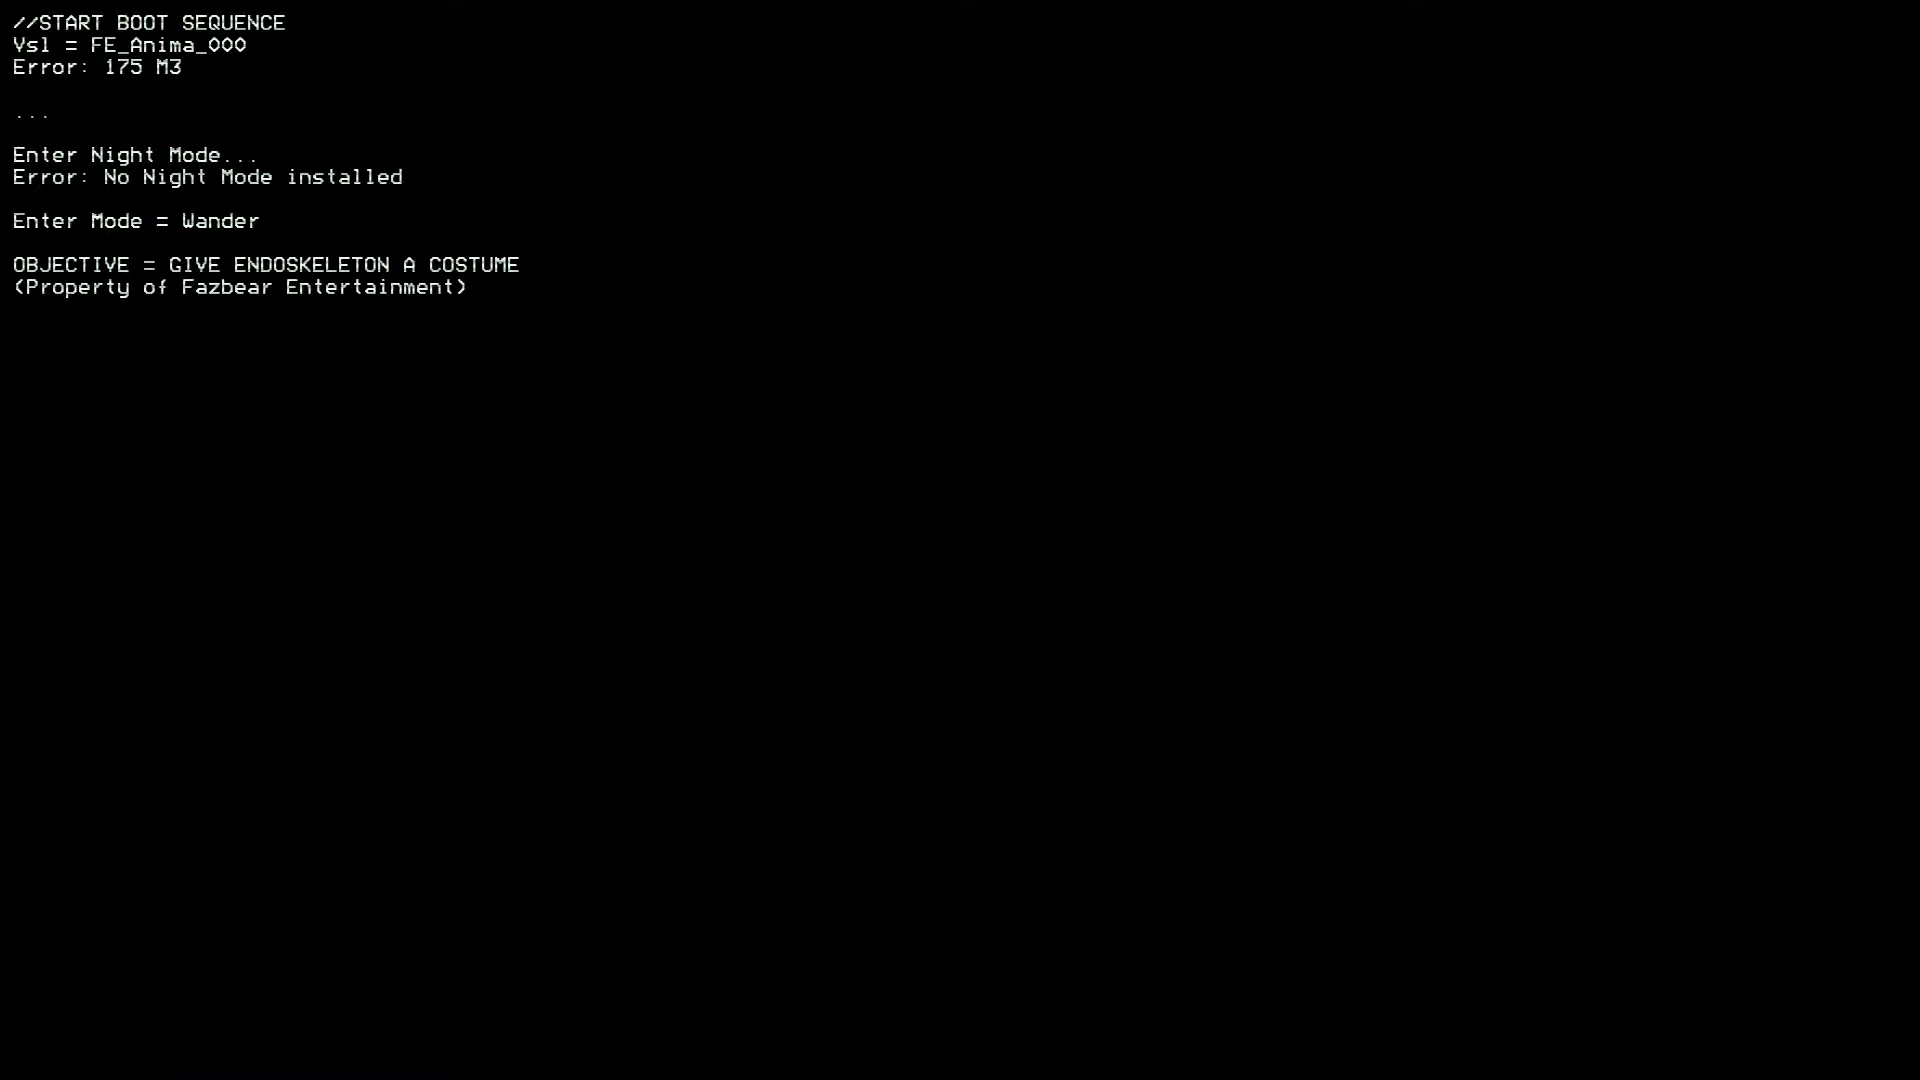 //START BOOT SEQUENCE
Vsl = FE_Anima_000
Error: 175 M3
...
Enter Night Mode...
Error: No Night Mode installed
Enter Mode = Wander
OBJECTIVE = GIVE ENDOSKELETON A COSTUME
(Property of Fazbear Entertainment)